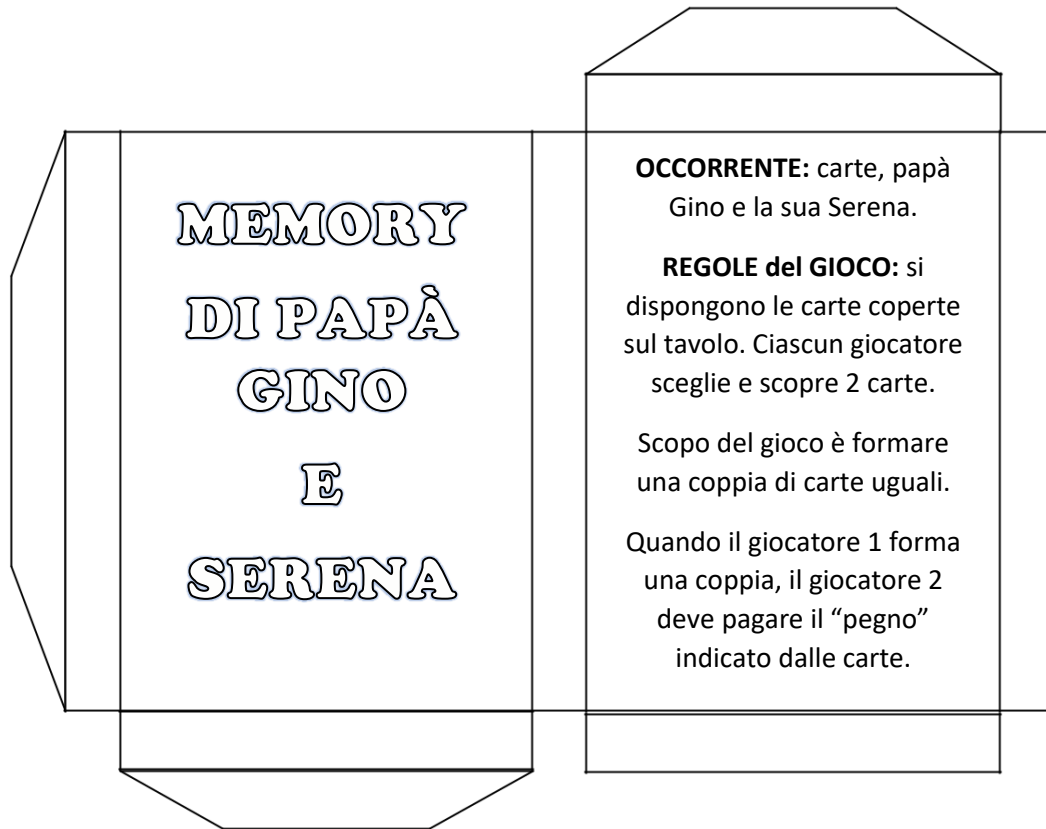 MEMORY
DI PAPÀ
GINO
E
SERENA
OCCORRENTE: carte, papà
Gino e la sua Serena.
REGOLE del GIOCO: si
dispongono le carte coperte
sul tavolo. Ciascun giocatore
sceglie e scopre 2 carte.
Scopo del gioco è formare
una coppia di carte uguali.
Quando il giocatore 1 forma
una coppia, il giocatore 2
deve pagare il “pegno”
indicato dalle carte.